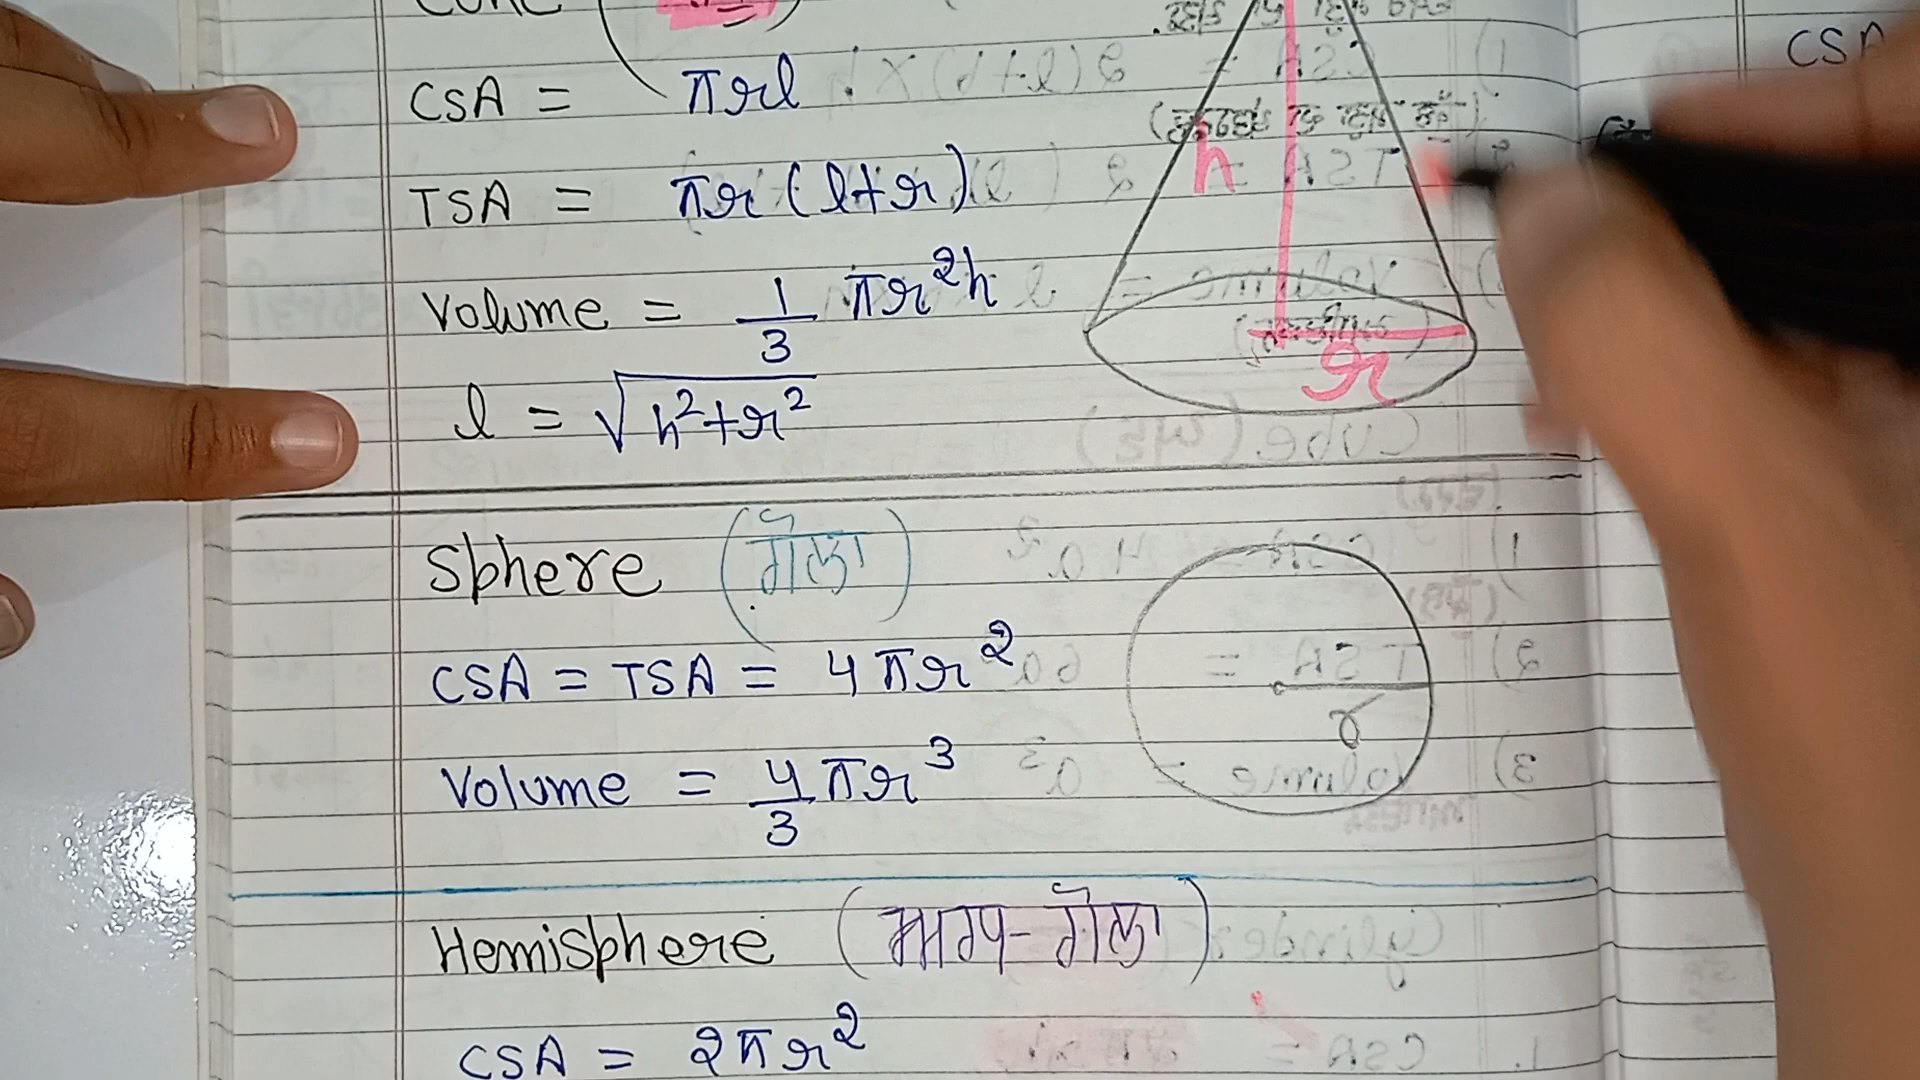 CSA = πrl
TSA = πr(l+r)
Volume = 1/3 πr²h
l = √h²+r²
h
r
Sphere (गोला)
CSA = TSA = 4πr²
Volume = 4/3 πr³
r
Hemisphere (
गोला)
CSA = 2πr²
CSA